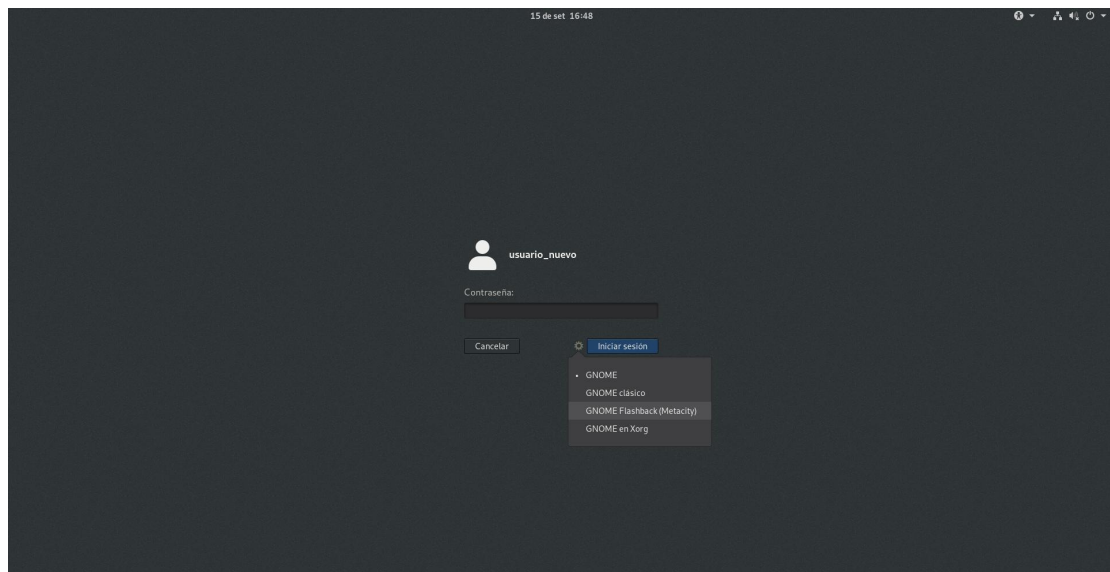 15 de set 16:48
usuario_nuevo
Contraseña:
Cancelar
Iniciar sesión
GNOME
GNOME clásico
GNOME Flashback (Metacity)
GNOME en Xorg